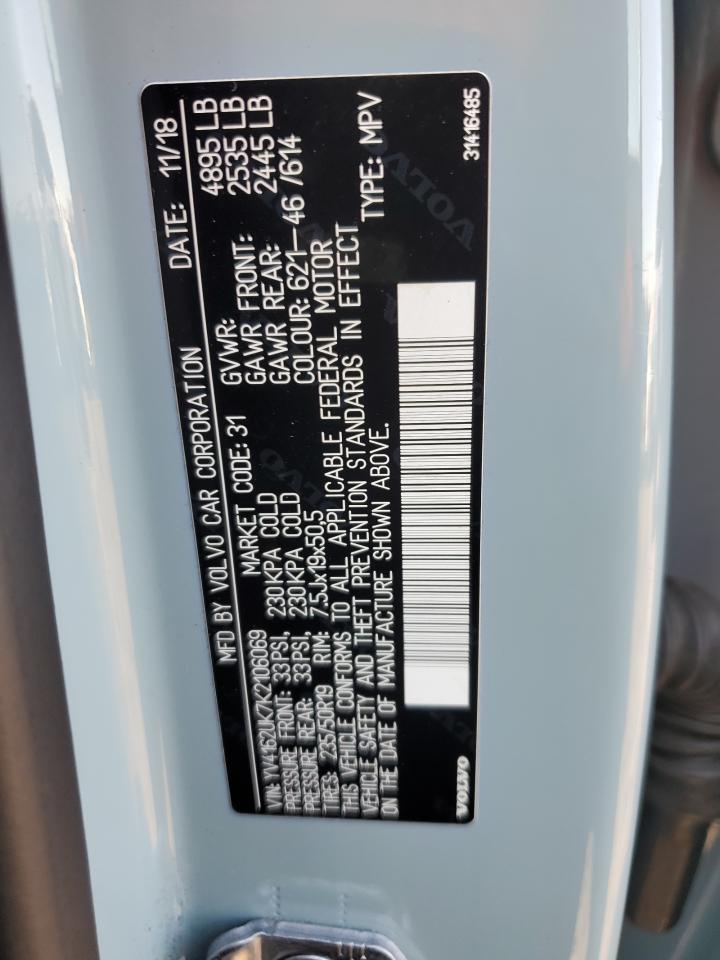 MFD BY VOLVO CAR CORPORATION DATE: 11/18
VIN: YV4162UK7K2106069 MARKET CODE: 31 GVWR: 4895 LB
PRESSURE FRONT: 33PSI, 230KPA COLD GAWR FRONT: 2535 LB
PRESSURE REAR: 33PSI, 230KPA COLD GAWR REAR: 2445 LB
TIRES: 235/50R19 RIM: 7.5Jx19x50,5 COLOUR: 621-46 /614
THIS VEHICLE CONFORMS TO ALL APPLICABLE FEDERAL MOTOR
VEHICLE SAFETY AND THEFT PREVENTION STANDARDS IN EFFECT
ON THE DATE OF MANUFACTURE SHOWN ABOVE. TYPE: MPV
VOLVO 31416485